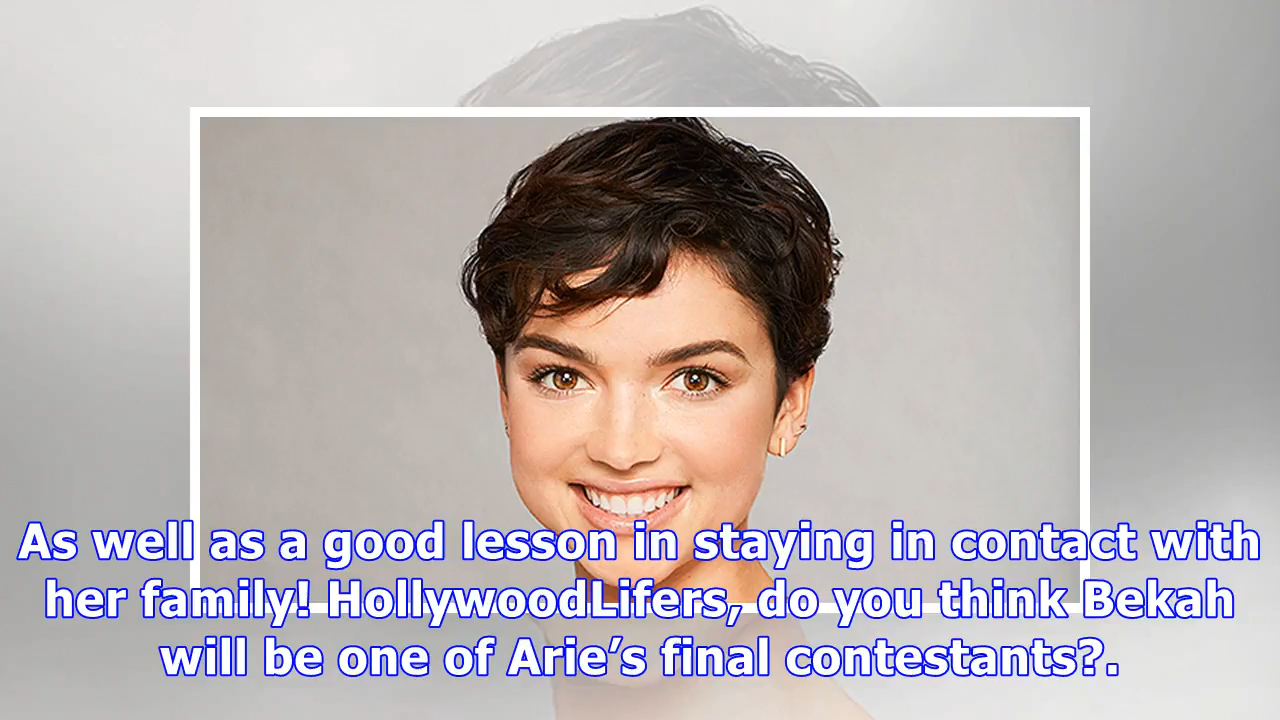 As well as a good lesson in staying in contact with
her family! HollywoodLifers, do you think Bekah
will be one of Arie’s final contestants?.